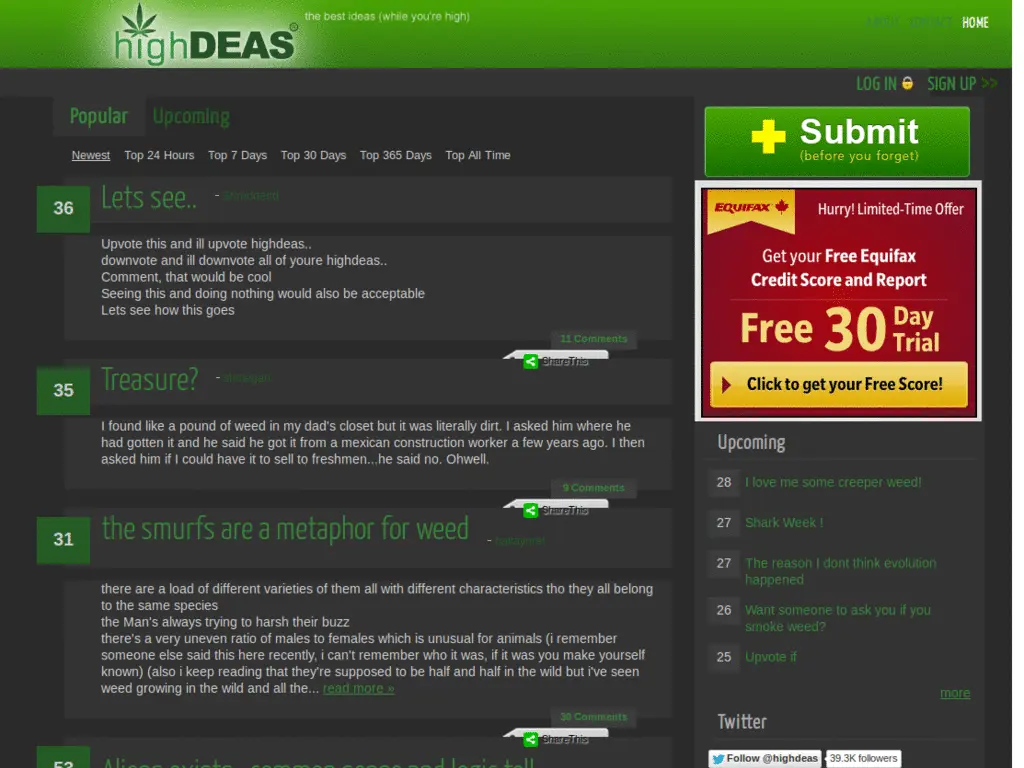 highDEAS®
the best ideas (while you're high)
ABOUT CONTACT HOME
LOG IN SIGN UP >>
Popular Upcoming
Newest Top 24 Hours Top 7 Days Top 30 Days Top 365 Days Top All Time
36
Lets see.. -
Upvote this and ill upvote highdeas..
downvote and ill downvote all of youre highdeas..
Comment, that would be cool
Seeing this and doing nothing would also be acceptable
Lets see how this goes
11 Comments
ShareThis
35
Treasure? -
I found like a pound of weed in my dad's closet but it was literally dirt. I asked him where he
had gotten it and he said he got it from a mexican construction worker a few years ago. I then
asked him if I could have it to sell to freshmen...he said no. Ohwell.
9 Comments
ShareThis
31
the smurfs are a metaphor for weed -
there are a load of different varieties of them all with different characteristics tho they all belong
to the same species
the Man's always trying to harsh their buzz
there's a very uneven ratio of males to females which is unusual for animals (i remember
someone else said this here recently, i can't remember who it was, if it was you make yourself
known) (also i keep reading that they're supposed to be half and half in the wild but i've seen
weed growing in the wild and all the... read more »
30 Comments
ShareThis
53
Aliens exists - common sense and logic tell
Submit
(before you forget)
EQUIFAX
Hurry! Limited-Time Offer
Get your Free Equifax
Credit Score and Report
Free 30 Day Trial
Click to get your Free Score!
Upcoming
28 I love me some creeper weed!
27 Shark Week !
27 The reason I dont think evolution
happened
26 Want someone to ask you if you
smoke weed?
25 Upvote if
more
Twitter
Follow @highdeas 39.3K followers